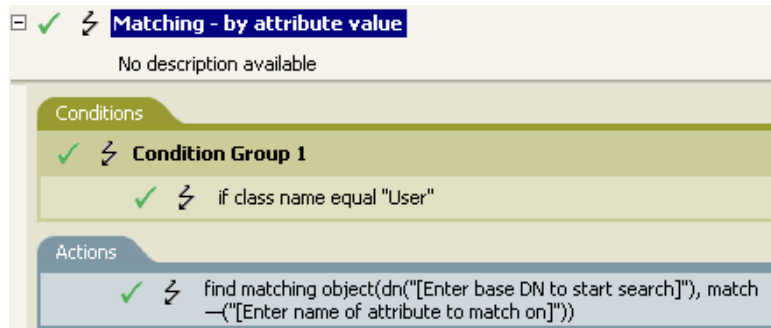 Matching - by attribute value
No description available
Conditions
Condition Group 1
if class name equal "User"
Actions
find matching object(dn("[Enter base DN to start search]"), match
—("[Enter name of attribute to match on]"))